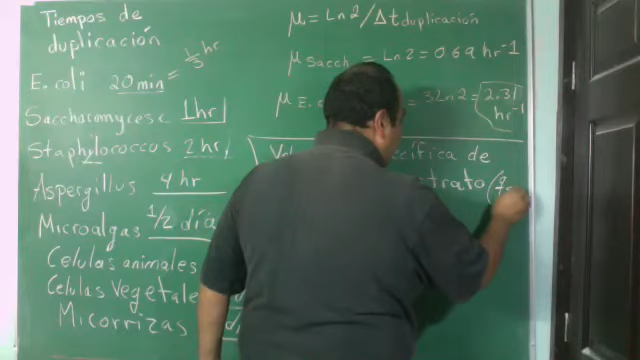 Tiempos de
duplicación
E. coli 20 min = 1/3 hr
Saccharomycese 1hr
Staphylococcus 2 hr
Aspergillus 4 hr
Microalgas 1/2 día
Celulas animales
Celulas vegetale
Micorrizas
μ = Ln2/Δt duplicación
μ Sacch = Ln2 = 0.69 hr-1
μ E. = 3Ln2 = 2.31 hr-1
de
trato (q